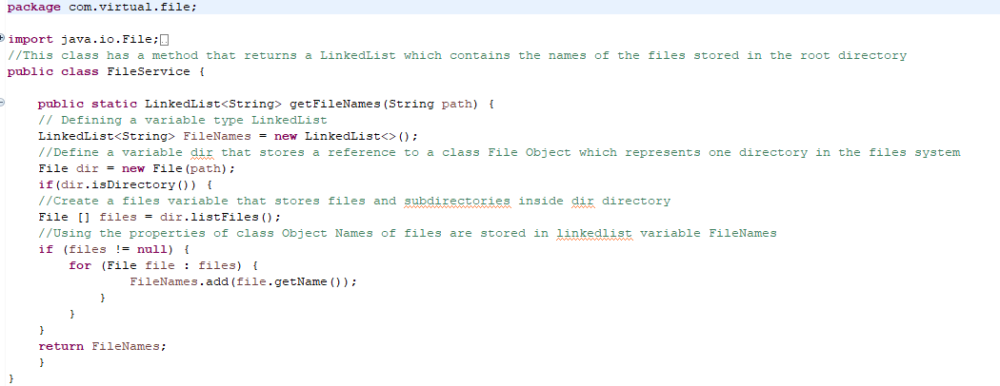 package com.virtual.file;
import java.io.File;
//This class has a method that returns a LinkedList which contains the names of the files stored in the root directory
public class FileService {
public static LinkedList<String> getFileNames(String path) {
// Defining a variable type LinkedList
LinkedList<String> FileNames = new LinkedList<>();
//Define a variable dir that stores a reference to a class File Object which represents one directory in the files system
File dir = new File(path);
if(dir.isDirectory()) {
//Create a files variable that stores files and subdirectories inside dir directory
File [] files = dir.listFiles();
//Using the properties of class Object Names of files are stored in linkedlist variable FileNames
if (files != null) {
for (File file : files) {
FileNames.add(file.getName());
}
}
}
return FileNames;
}
}